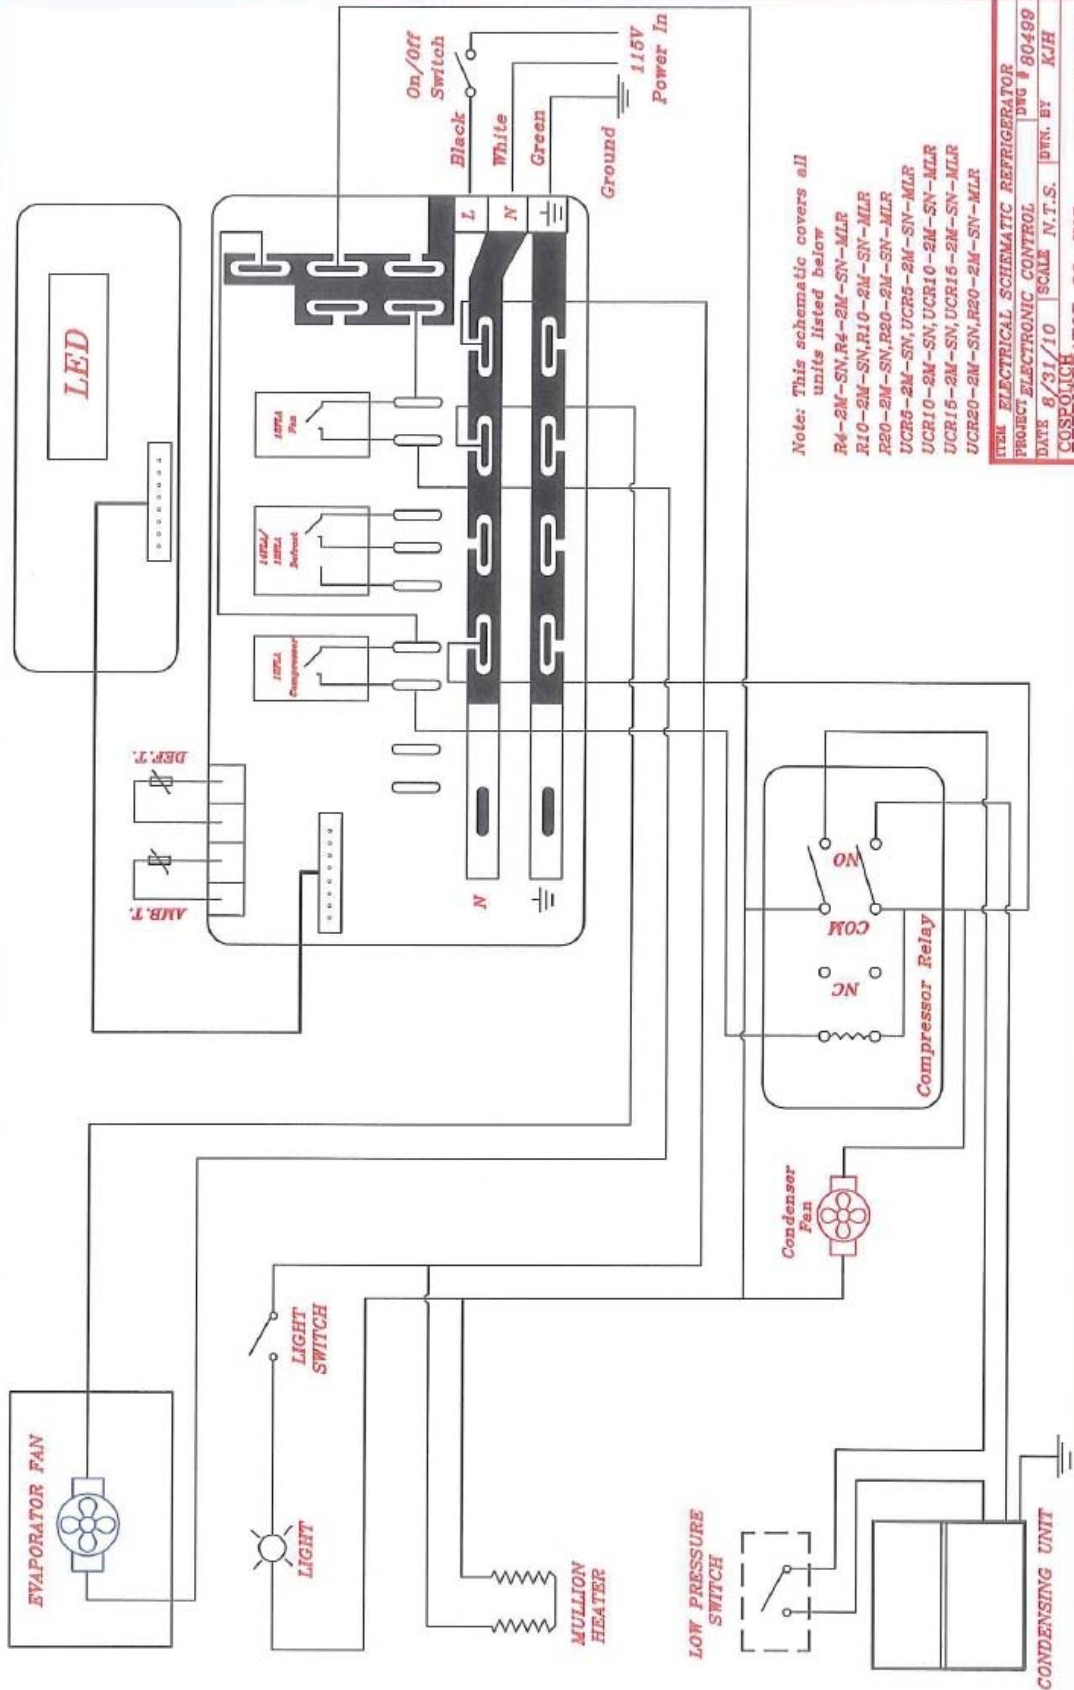 LED
On/Off
Switch
Black
White
Green
Ground
115V
Power In
L
N
12FLA
Fan
14FLA/
12FLA
Defrost
12FLA
Compressor
DEF.T.
AMB.T.
N
Note: This schematic covers all
units listed below
R4-2M-SN,R4-2M-SN-MLR
R10-2M-SN,R10-2M-SN-MLR
R20-2M-SN,R20-2M-SN-MLR
UCR5-2M-SN,UCR5-2M-SN-MLR
UCR10-2M-SN,UCR10-2M-SN-MLR
UCR15-2M-SN,UCR15-2M-SN-MLR
UCR20-2M-SN,R20-2M-SN-MLR
ITEM ELECTRICAL SCHEMATIC REFRIGERATOR
PROJECT ELECTRONIC CONTROL DWG # 80499
DATE 8/31/10 SCALE N.T.S. DWN. BY KJH
COSPOLICH
NO
COM
NC
Compressor Relay
Condenser
Fan
EVAPORATOR FAN
LIGHT
SWITCH
LIGHT
MULLION
HEATER
LOW PRESSURE
SWITCH
CONDENSING UNIT